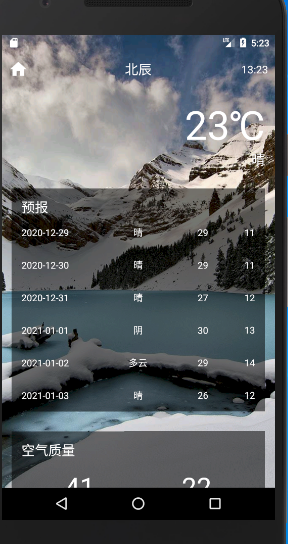 5:23
北辰 13:23
23℃
晴
预报
2020-12-29 晴 29 11
2020-12-30 晴 29 11
2020-12-31 晴 27 12
2021-01-01 阴 30 13
2021-01-02 多云 29 14
2021-01-03 晴 26 12
空气质量
41 22